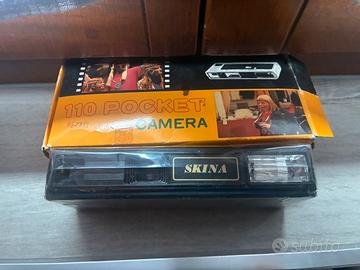 110 POCKET
CAMERA
SKINA
subito